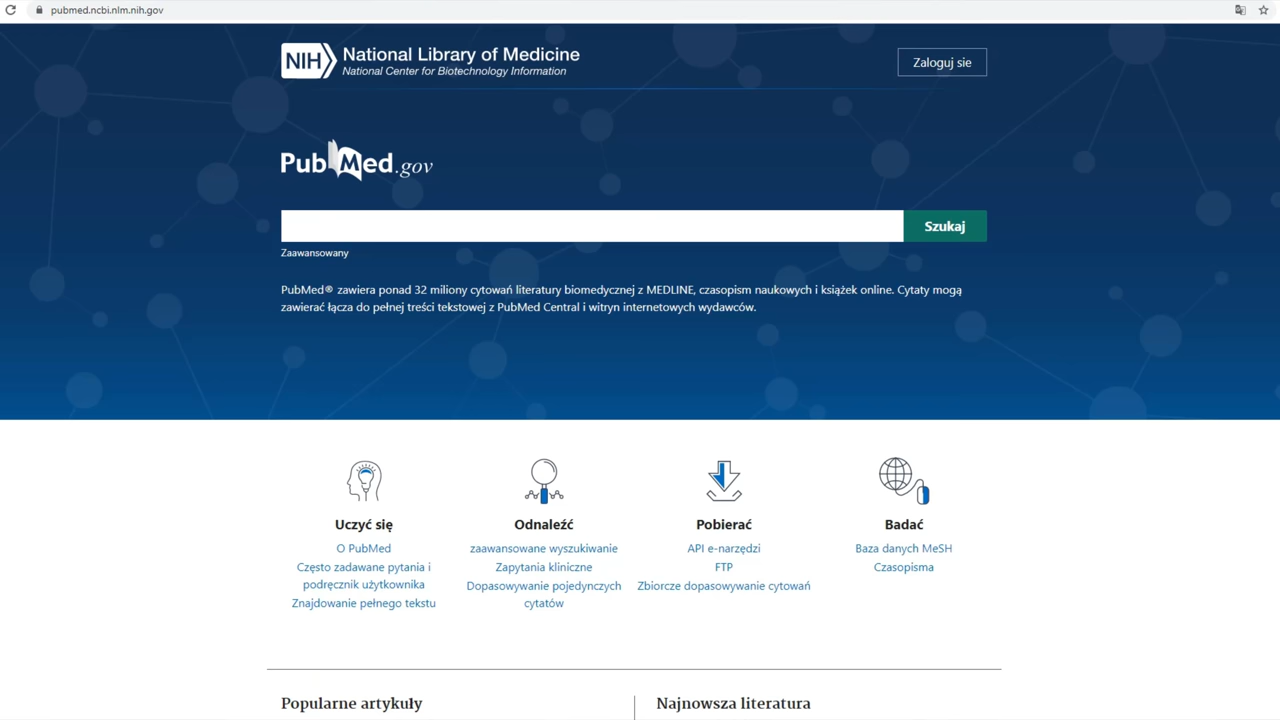 pubmed.ncbi.nlm.nih.gov
NIH National Library of Medicine
National Center for Biotechnology Information
Zaloguj sie
PubMed.gov
Szukaj
Zaawansowany
PubMed® zawiera ponad 32 miliony cytowań literatury biomedycznej z MEDLINE, czasopism naukowych i książek online. Cytaty mogą
zawierać łącza do pełnej treści tekstowej z PubMed Central i witryn internetowych wydawców.
Uczyć się
O PubMed
Często zadawane pytania i
podręcznik użytkownika
Znajdowanie pełnego tekstu
Odnaleźć
zaawansowane wyszukiwanie
Zapytania kliniczne
Dopasowywanie pojedynczych
cytatów
Pobierać
API e-narzędzi
FTP
Zbiorcze dopasowywanie cytowań
Badać
Baza danych MeSH
Czasopisma
Popularne artykuły
Najnowsza literatura